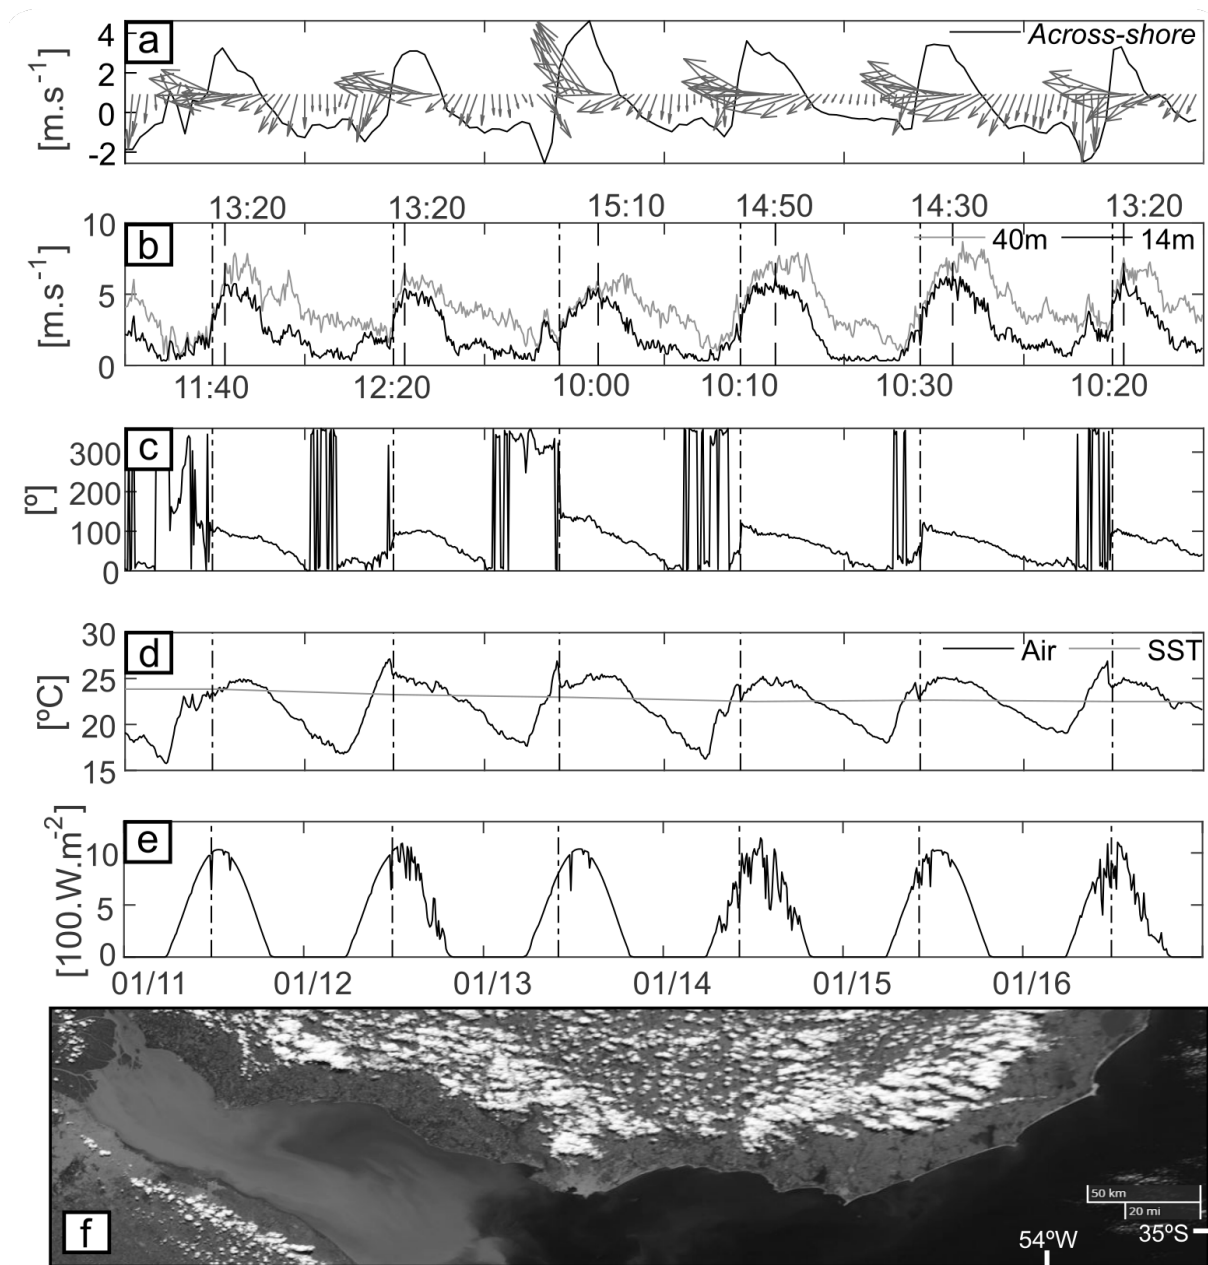 a
Across-shore
[m.s⁻¹]
4
2
0
-2
13:20 13:20 15:10 14:50 14:30 13:20
b
40m 14m
[m.s⁻¹]
10
5
0
11:40 12:20 10:00 10:10 10:30 10:20
c
[º]
300
200
100
0
d
Air SST
[ºC]
30
25
20
15
e
[100.W.m⁻²]
10
5
0
01/11 01/12 01/13 01/14 01/15 01/16
f
50 km
20 mi
54ºW
35ºS